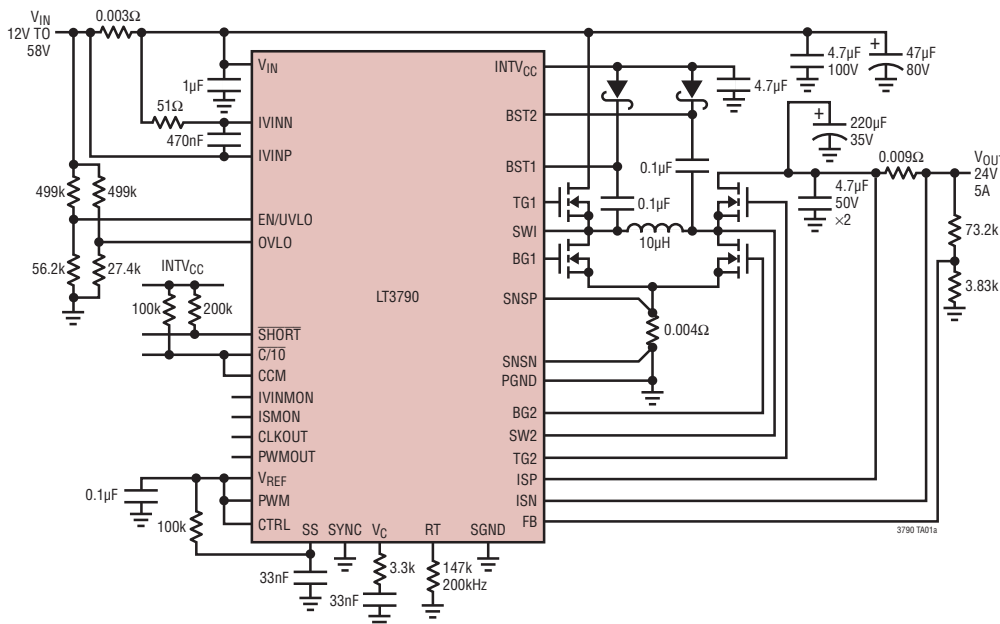 VIN
12V TO
58V
0.003Ω
1µF
51Ω
470nF
499k
499k
56.2k
27.4k
INTVCC
100k
200k
VIN
IVINN
IVINP
EN/UVLO
OVLO
SHORT
C/10
CCM
IVINMON
ISMON
CLKOUT
PWMOUT
VREF
PWM
CTRL
0.1µF
100k
SS
SYNC
VC
RT
SGND
33nF
33nF
3.3k
147k
200kHz
LT3790
INTVCC
BST2
BST1
TG1
SWI
BG1
SNSP
SNSN
PGND
BG2
SW2
TG2
ISP
ISN
FB
4.7µF
0.1µF
0.1µF
10µH
0.004Ω
4.7µF
100V
+
47µF
80V
+
220µF
35V
4.7µF
50V
×2
0.009Ω
VOUT
24V
5A
73.2k
3.83k
3790 TA01a